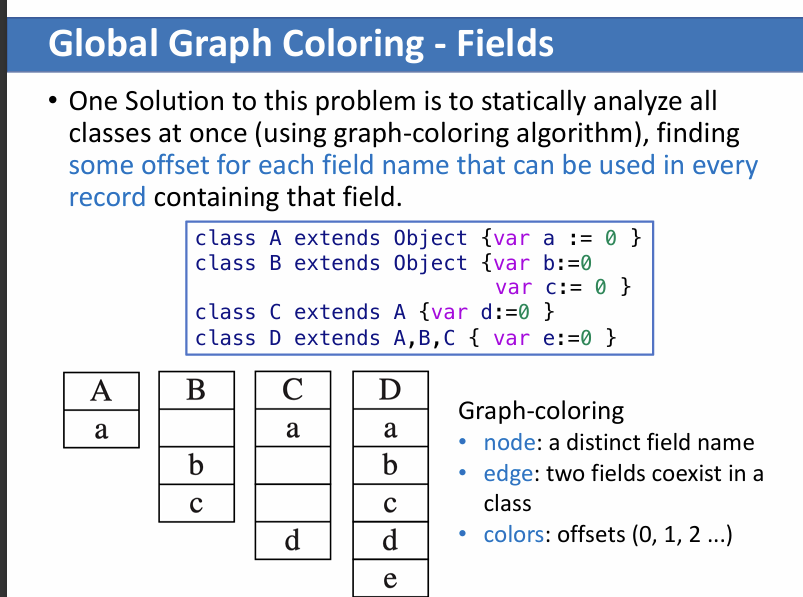 Global Graph Coloring - Fields
• One Solution to this problem is to statically analyze all
classes at once (using graph-coloring algorithm), finding
some offset for each field name that can be used in every
record containing that field.
class A extends Object {var a := 0 }
class B extends Object {var b:=0
var c:= 0 }
class C extends A {var d:=0 }
class D extends A,B,C { var e:=0 }
A
a
B
b
c
C
a
d
D
a
b
c
d
e
Graph-coloring
• node: a distinct field name
• edge: two fields coexist in a
class
• colors: offsets (0, 1, 2 ...)